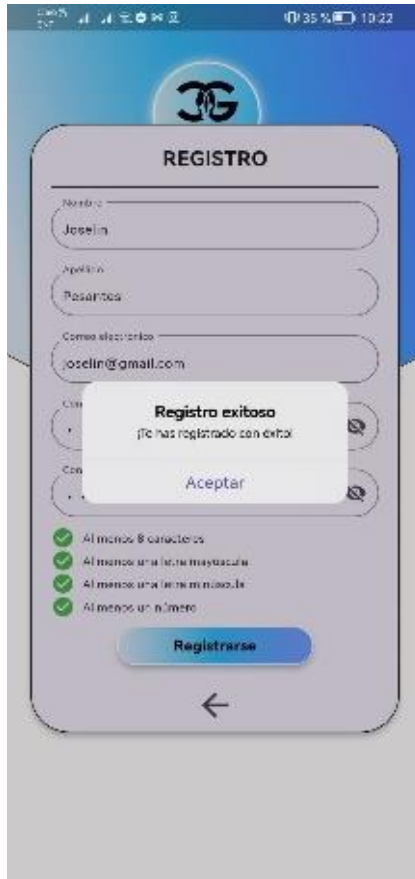 35 % 10:22
REGISTRO
Nombre
Joselin
Apellido
Pesantes
Correo electrónico
joselin@gmail.com
Registro exitoso
¡Te has registrado con éxito!
Aceptar
Al menos 8 caracteres
Al menos una letra mayúscula
Al menos una letra minúscula
Al menos un número
Registrarse